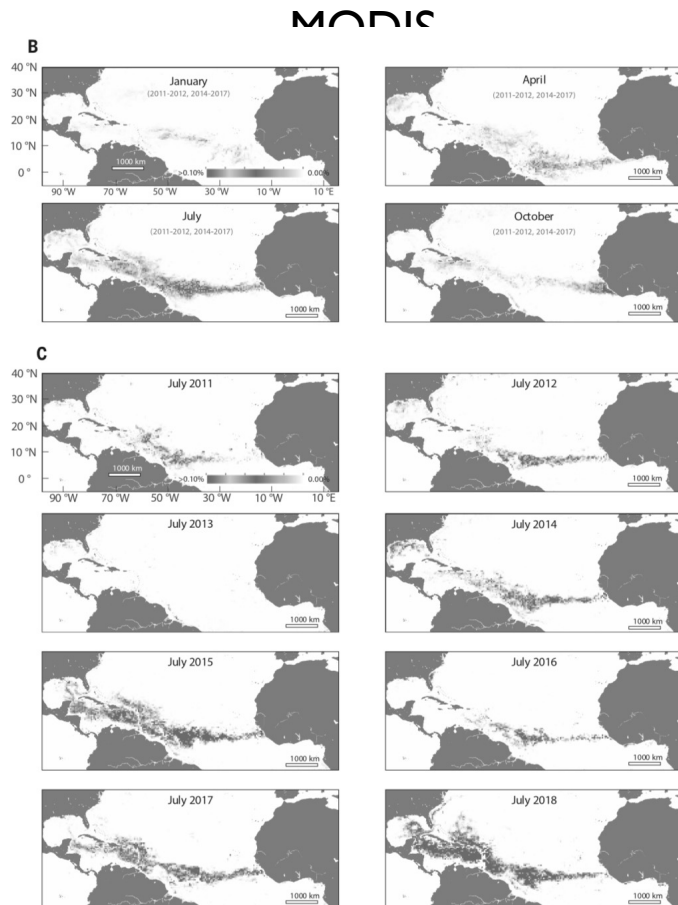 MODIS
B
40 °N
30 °N
20 °N
10 °N
0 °
January
(2011-2012, 2014-2017)
1000 km
>0.10%
0.00%
90 °W
70 °W
50 °W
30 °W
10 °W
10 °E
April
(2011-2012, 2014-2017)
1000 km
July
(2011-2012, 2014-2017)
1000 km
October
(2011-2012, 2014-2017)
1000 km
C
40 °N
30 °N
20 °N
10 °N
0 °
July 2011
1000 km
>0.10%
0.00%
90 °W
70 °W
50 °W
30 °W
10 °W
10 °E
July 2012
1000 km
July 2013
1000 km
July 2014
1000 km
July 2015
1000 km
July 2016
1000 km
July 2017
1000 km
July 2018
1000 km